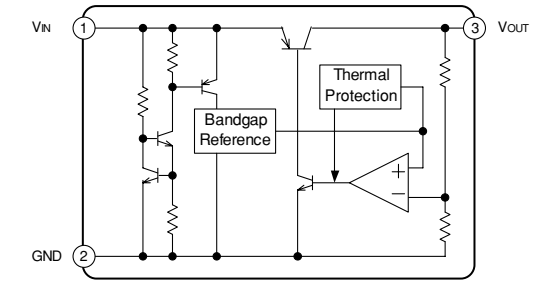 VIN 1
3 VOUT
Thermal
Protection
Bandgap
Reference
+
−
GND 2